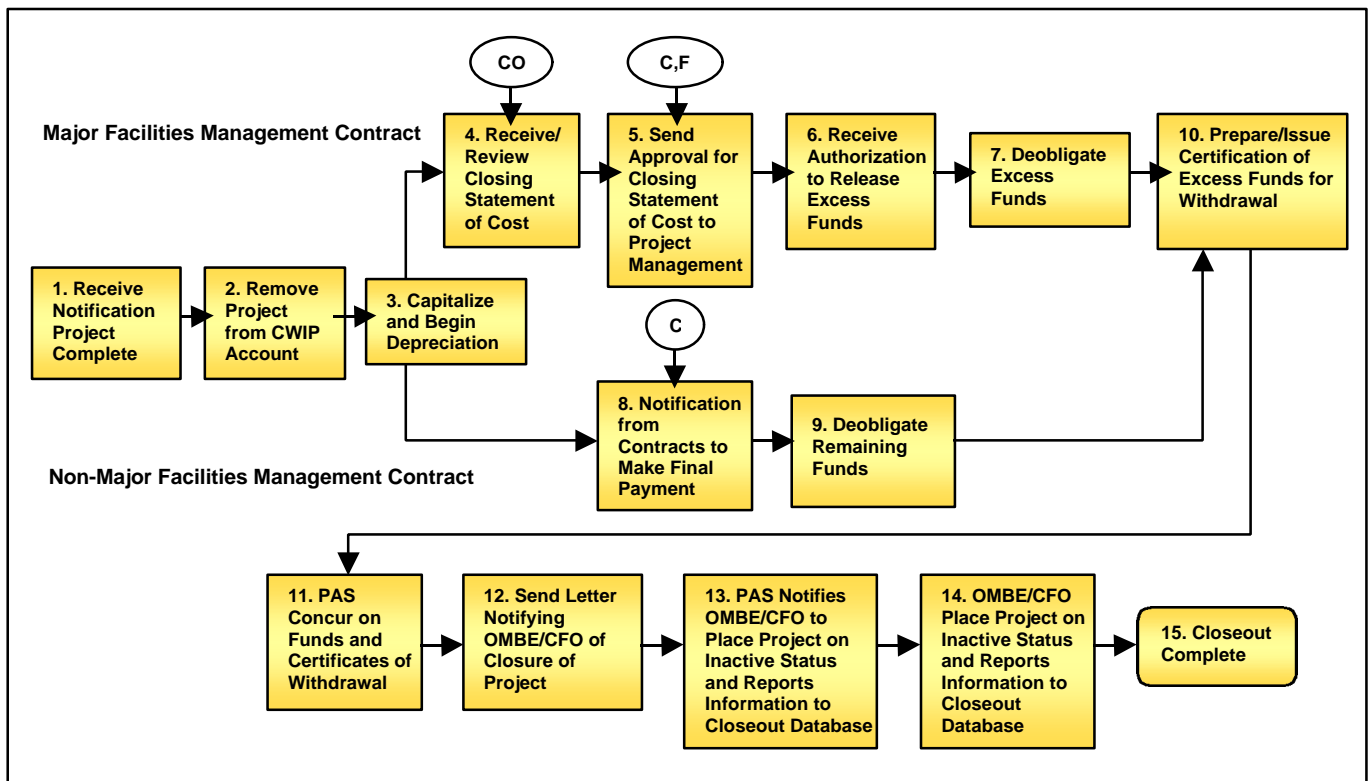 CO
C,F
Major Facilities Management Contract
4. Receive/
Review
Closing
Statement
of Cost
5. Send
Approval for
Closing
Statement
of Cost to
Project
Management
6. Receive
Authorization
to Release
Excess
Funds
7. Deobligate
Excess
Funds
10. Prepare/Issue
Certification of
Excess Funds for
Withdrawal
1. Receive
Notification
Project
Complete
2. Remove
Project
from CWIP
Account
3. Capitalize
and Begin
Depreciation
C
8. Notification
from
Contracts to
Make Final
Payment
9. Deobligate
Remaining
Funds
Non-Major Facilities Management Contract
11. PAS
Concur on
Funds and
Certificates of
Withdrawal
12. Send Letter
Notifying
OMBE/CFO of
Closure of
Project
13. PAS Notifies
OMBE/CFO to
Place Project on
Inactive Status
and Reports
Information to
Closeout Database
14. OMBE/CFO
Place Project on
Inactive Status
and Reports
Information to
Closeout
Database
15. Closeout
Complete